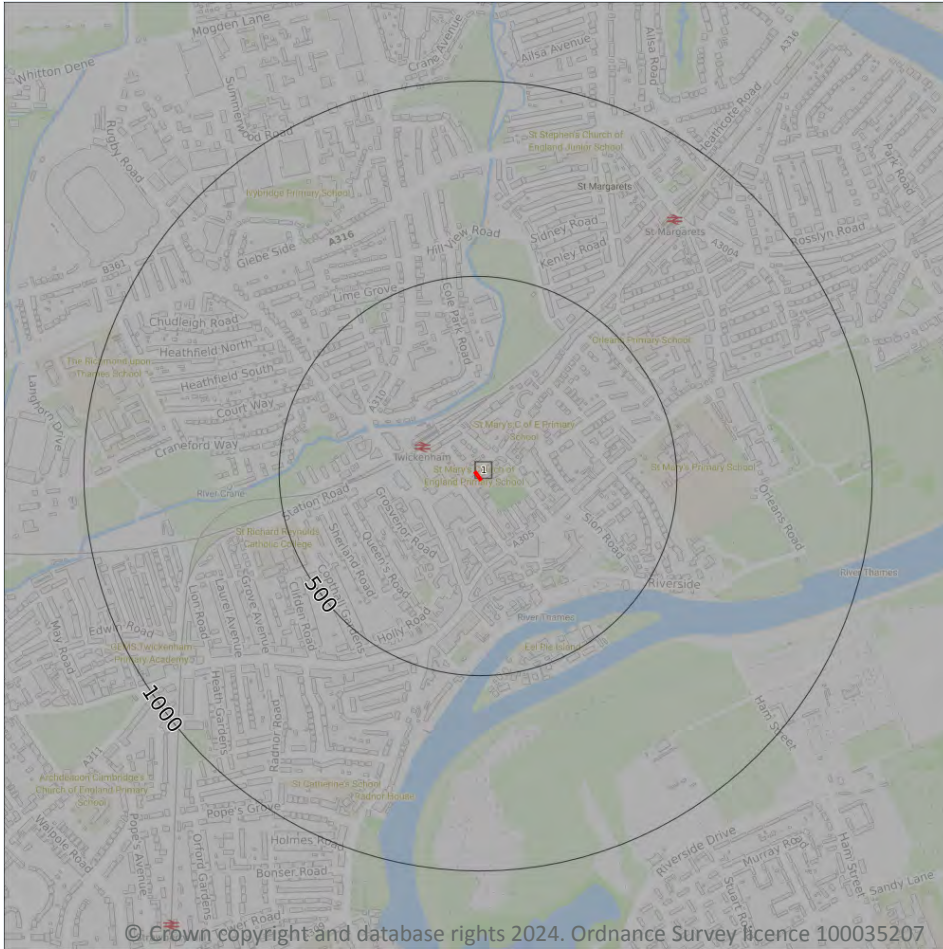 Mogden Lane
Crane Avenue
Ailsa Avenue
Ailsa Road
A316
Whitton Dene
Summerwood Road
Heathcote Road
Rugby Road
St Stephens Church of
England Junior School
Park Road
Ivybridge Primary School
St Margarets
Sidney Road
St Margarets
Hill View Road
Glebe Side
A316
Kenley Road
A3004
Rosslyn Road
B361
Lime Grove
Cole Park Road
Chudleigh Road
Heathfield North
Orleans Primary School
The Richmond upon
Thames School
Heathfield South
Langhorn Drive
Court Way
A310
St Mary's C of E Primary
School
Craneford Way
Twickenham
1
St Mary's Church of
England Primary School
St Mary's Primary School
River Crane
Station Road
Grosvenor Road
Orleans Road
St Richard Reynolds
Catholic College
Sherland Road
Queen's Road
A305
Sion Road
Copthall Gardens
500
River Thames
Riverside
Lion Road
Laurel Avenue
Grove Avenue
Clifden Road
Holly Road
River Thames
May Road
Edwin Road
Eel Pie Island
GEMS Twickenham
Primary Academy
1000
Heath Gardens
Radnor Road
Ham Street
A311
Archdeacon Cambridge's
Church of England Primary
School
St Catherine's School
Radnor House
Pope's Grove
Walpole Road
Pope's Avenue
Orford Gardens
Holmes Road
Bonser Road
Riverside Drive
Murray Road
Ham Street
Stuart Road
Sandy Lane
Road
© Crown copyright and database rights 2024. Ordnance Survey licence 100035207